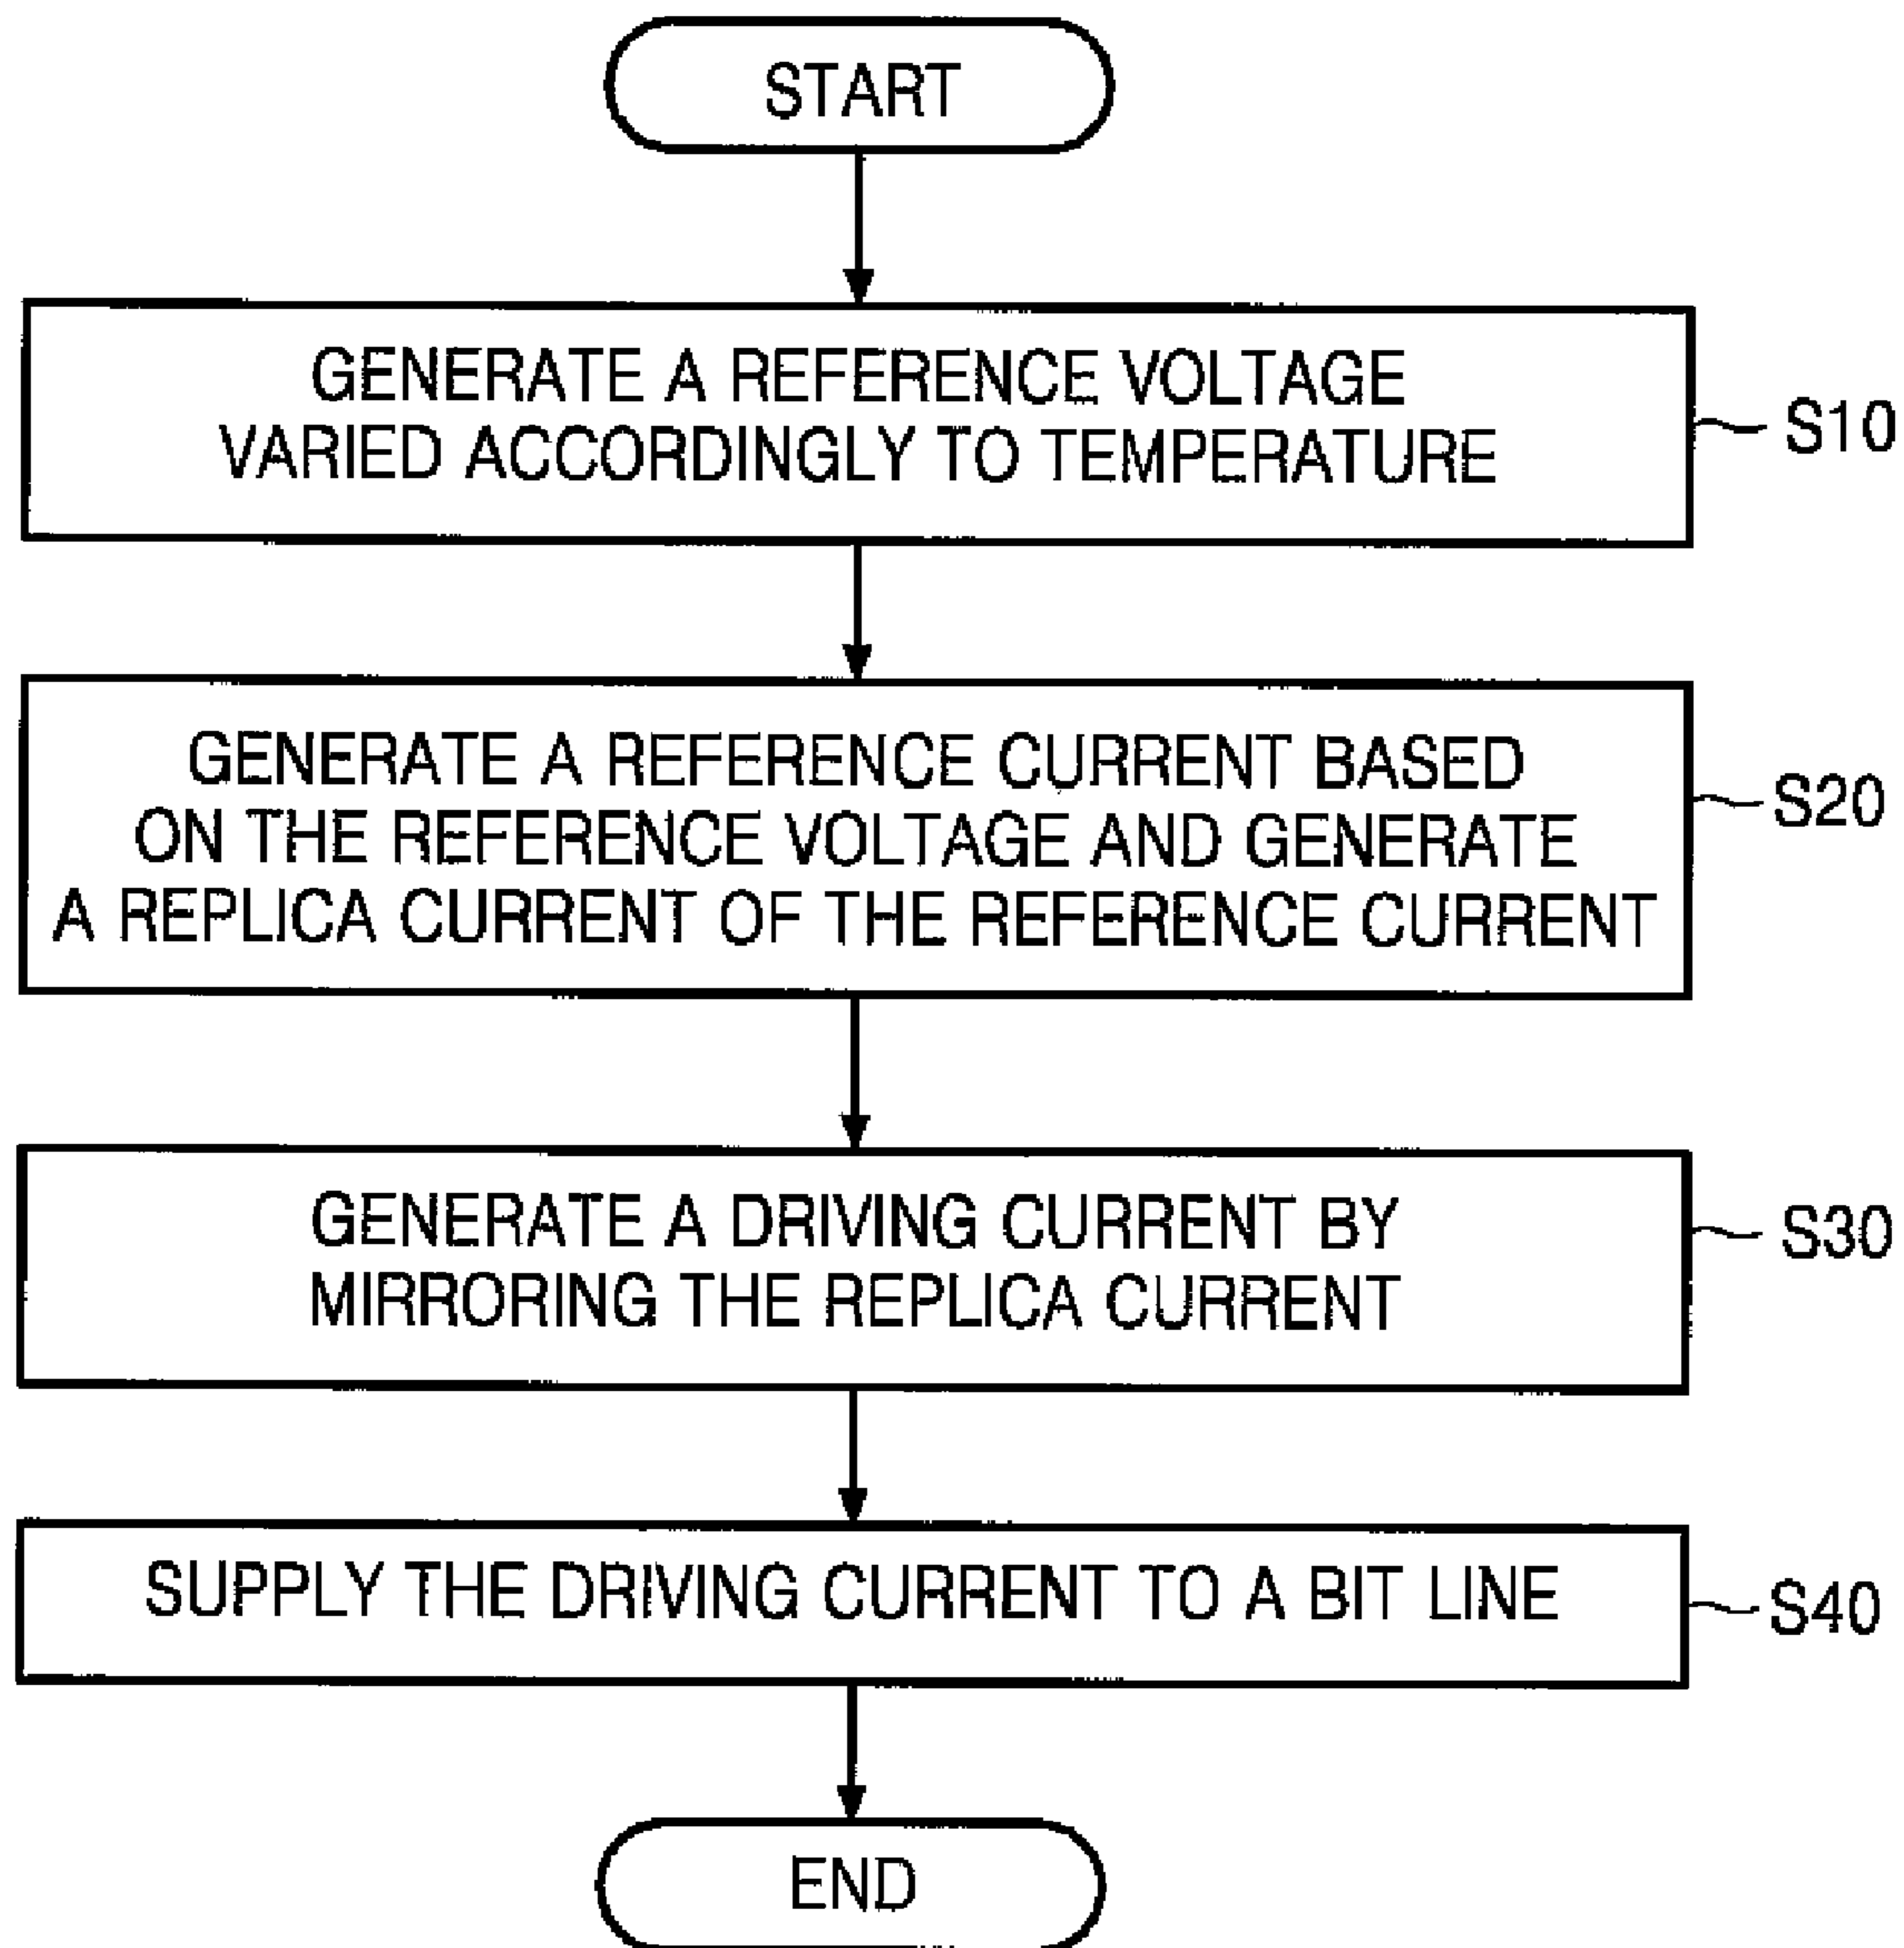 START
GENERATE A REFERENCE VOLTAGE
VARIED ACCORDINGLY TO TEMPERATURE
S10
GENERATE A REFERENCE CURRENT BASED
ON THE REFERENCE VOLTAGE AND GENERATE
A REPLICA CURRENT OF THE REFERENCE CURRENT
S20
GENERATE A DRIVING CURRENT BY
MIRRORING THE REPLICA CURRENT
S30
SUPPLY THE DRIVING CURRENT TO A BIT LINE
S40
END